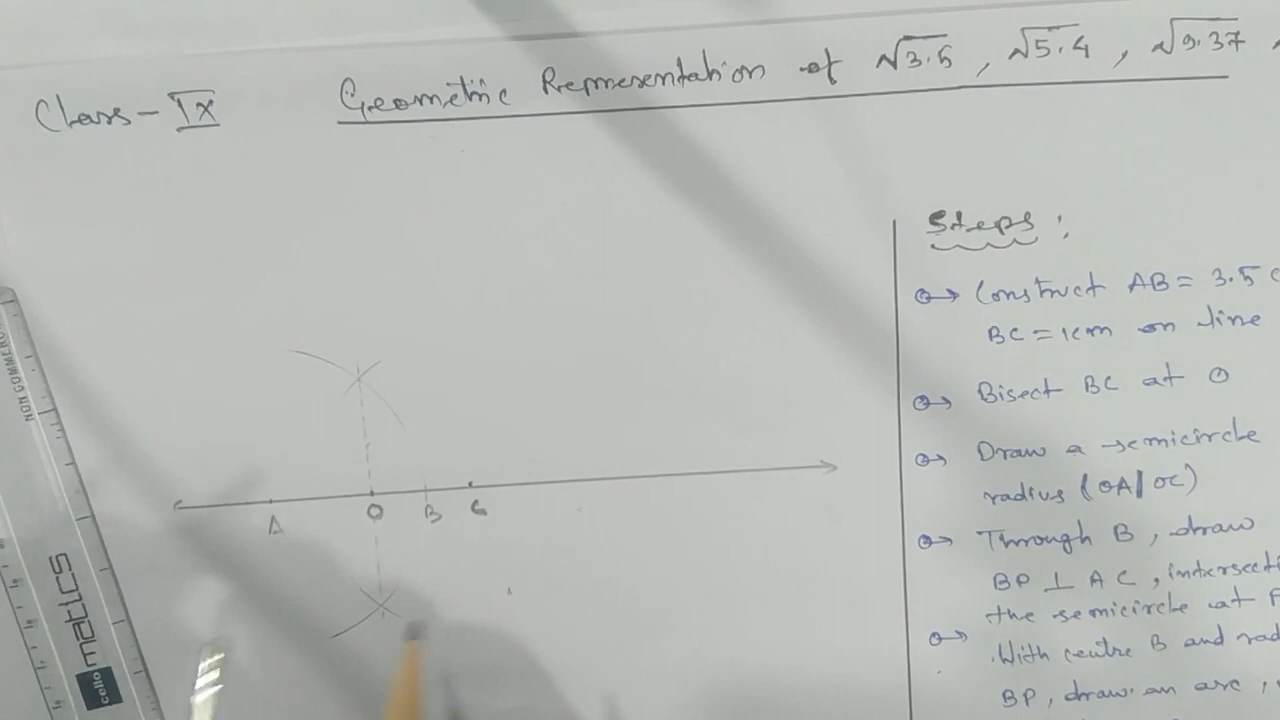 Class - IX
Geometric Representation of √3.5, √5.4, √9.37
Steps:
Construct AB = 3.5 c
BC = 1cm on line
Bisect BC at O
Draw a semicircle
radius (OA/OC)
Through B, draw
BP ⊥ AC, intersecti
the semicircle at P
With centre B and rad
BP, draw an arc,
A O B C
NON COMMERC
cello
matics